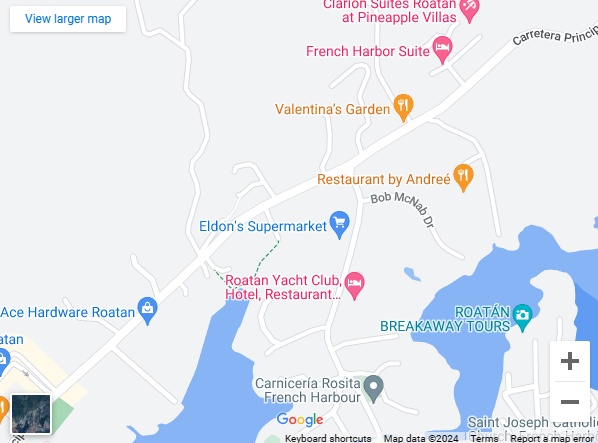 View larger map
Clarion Suites Roatan
at Pineapple Villas
Carretera Princip
French Harbor Suite
Valentina's Garden
Restaurant by Andreé
Bob McNab Dr
Eldon's Supermarket
Roatan Yacht Club,
Hotel, Restaurant...
Ace Hardware Roatan
ROATÁN
BREAKAWAY TOURS
atan
Carnicería Rosita
French Harbour
Google
Saint Joseph Catholic
Keyboard shortcuts
Map data ©2024
Terms
Report a map error